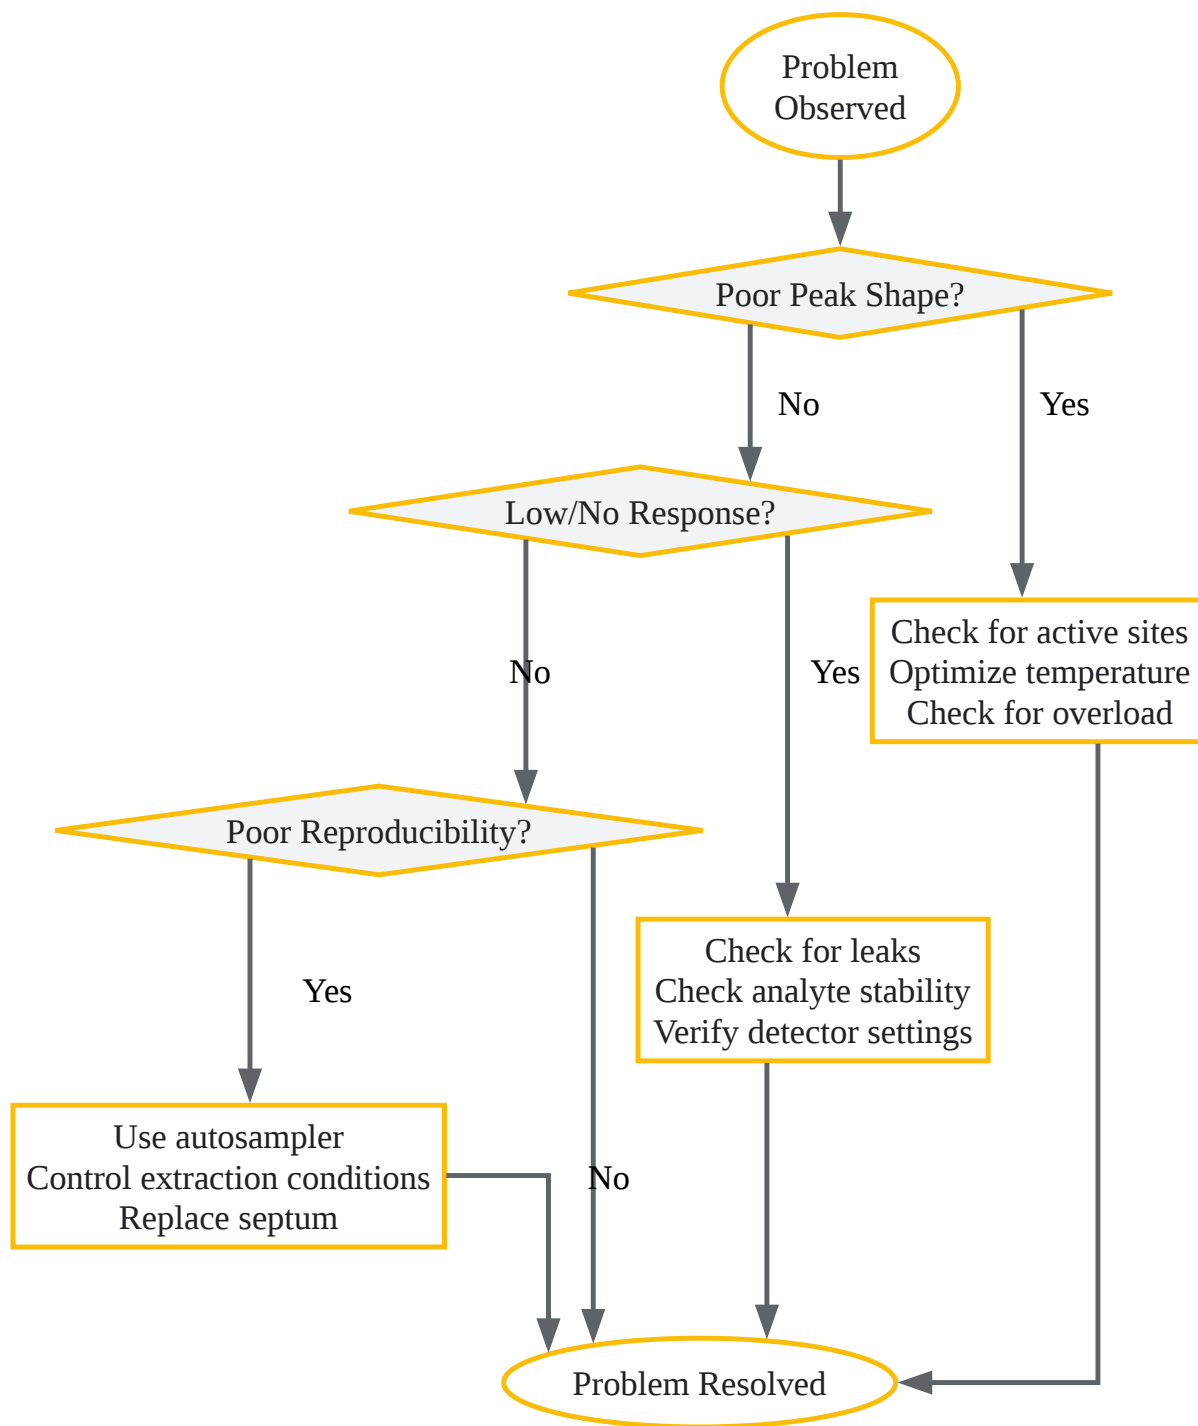 Problem
Observed
Poor Peak Shape?
No
Yes
Low/No Response?
Check for active sites
Optimize temperature
Check for overload
No
Yes
Poor Reproducibility?
Check for leaks
Check analyte stability
Verify detector settings
Yes
Use autosampler
Control extraction conditions
Replace septum
No
Problem Resolved